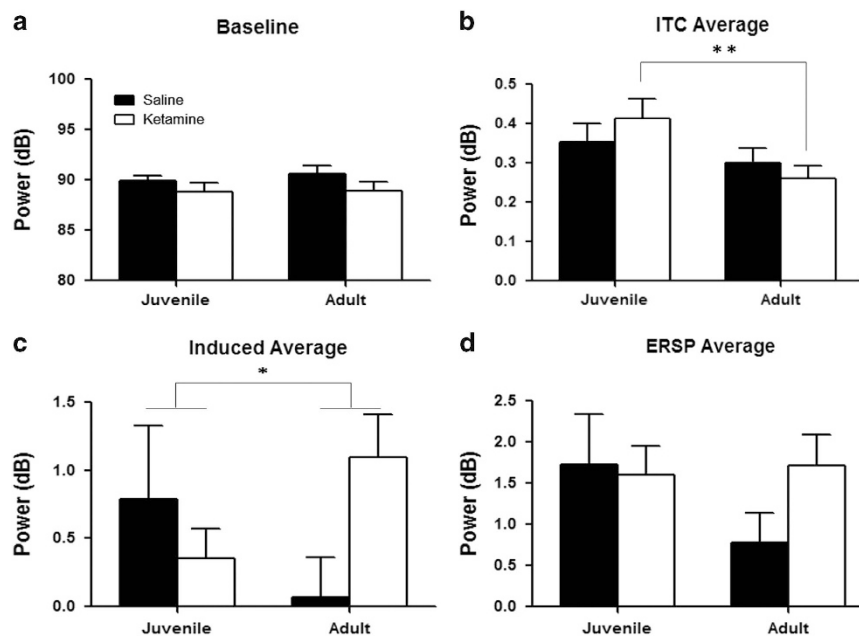 a
Baseline
Power (dB)
100
95
90
85
80
Saline
Ketamine
Juvenile
Adult
b
ITC Average
**
Power (dB)
0.5
0.4
0.3
0.2
0.1
0.0
Juvenile
Adult
c
Induced Average
*
Power (dB)
1.5
1.0
0.5
0.0
Juvenile
Adult
d
ERSP Average
Power (dB)
2.5
2.0
1.5
1.0
0.5
0.0
Juvenile
Adult